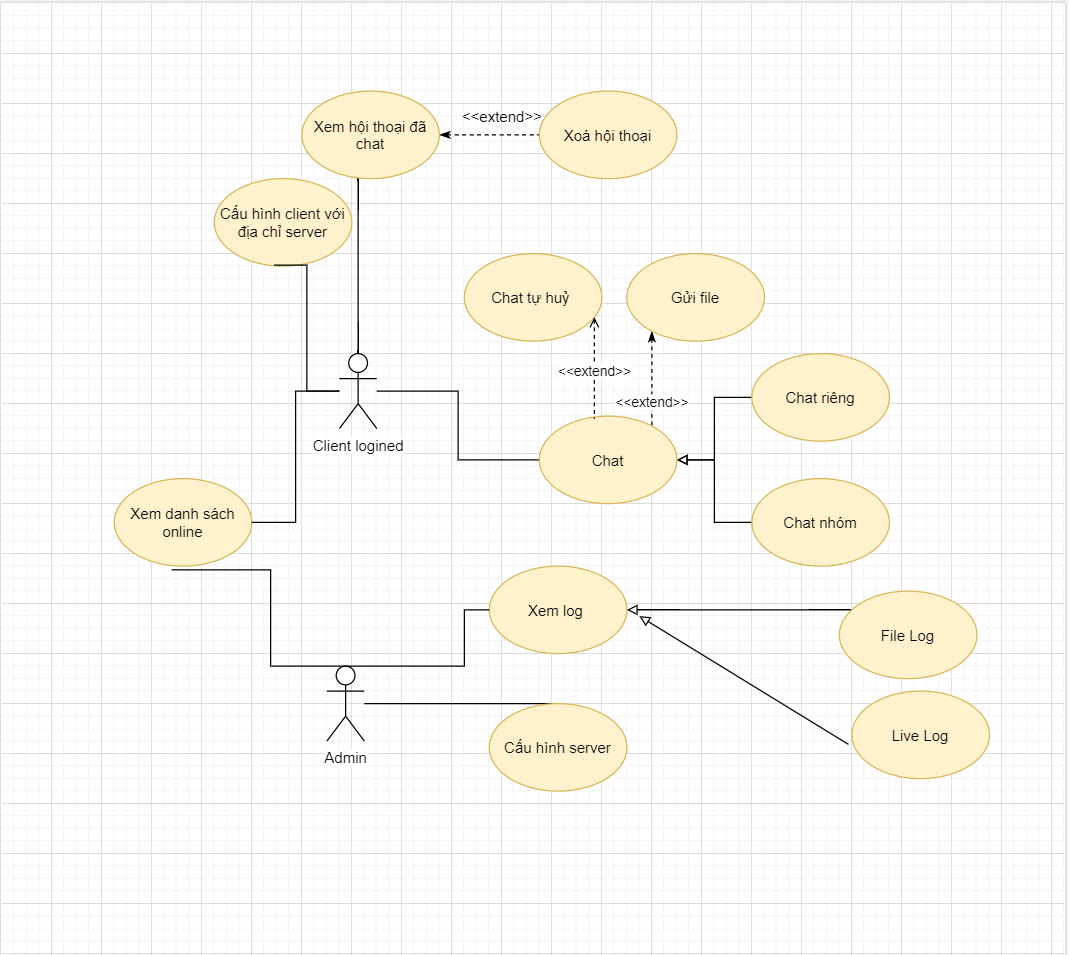 Xem hội thoại đã
chat
<<extend>>
Xoá hội thoại
Cấu hình client với
địa chỉ server
Chat tự huỷ
Gửi file
<<extend>>
<<extend>>
Chat riêng
Client logined
Chat
Xem danh sách
online
Chat nhóm
Xem log
File Log
Live Log
Cấu hình server
Admin